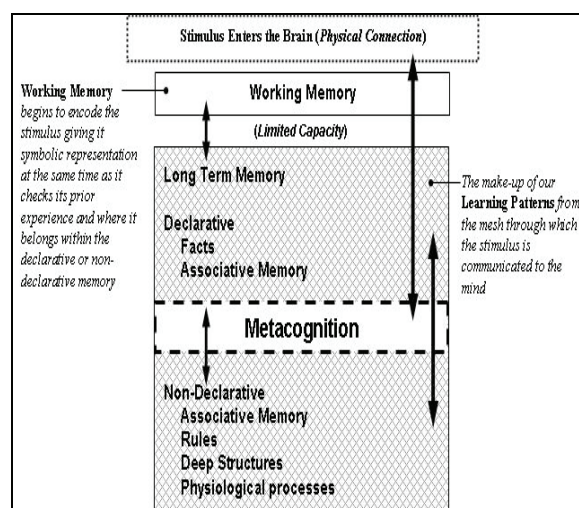 Stimulus Enters the Brain (Physical Connection)
Working Memory
begins to encode the
stimulus giving it
symbolic representation
at the same time as it
checks its prior
experience and where it
belongs within the
declarative or non-
declarative memory
Working Memory
(Limited Capacity)
Long Term Memory
Declarative
Facts
Associative Memory
The make-up of our
Learning Patterns from
the mesh through which
the stimulus is
communicated to the
mind
Metacognition
Non-Declarative
Associative Memory
Rules
Deep Structures
Physiological processes